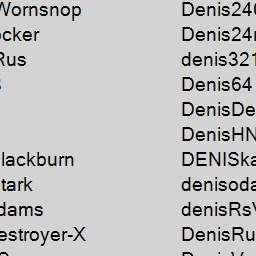 Wornsnop Denis240
ocker Denis24r
Rus denis321
Denis64
DenisDe
DenisHN
lackburn DENISka
tark denisoda
dams denisRsV
estroyer-X DenisRu